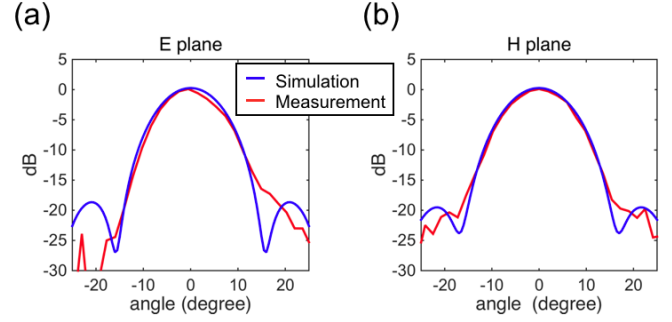 (a)
E plane
5
0
-5
-10
-15
-20
-25
-30
dB
-20 -10 0 10 20
angle (degree)
Simulation
Measurement
(b)
H plane
5
0
-5
-10
-15
-20
-25
-30
dB
-20 -10 0 10 20
angle (degree)